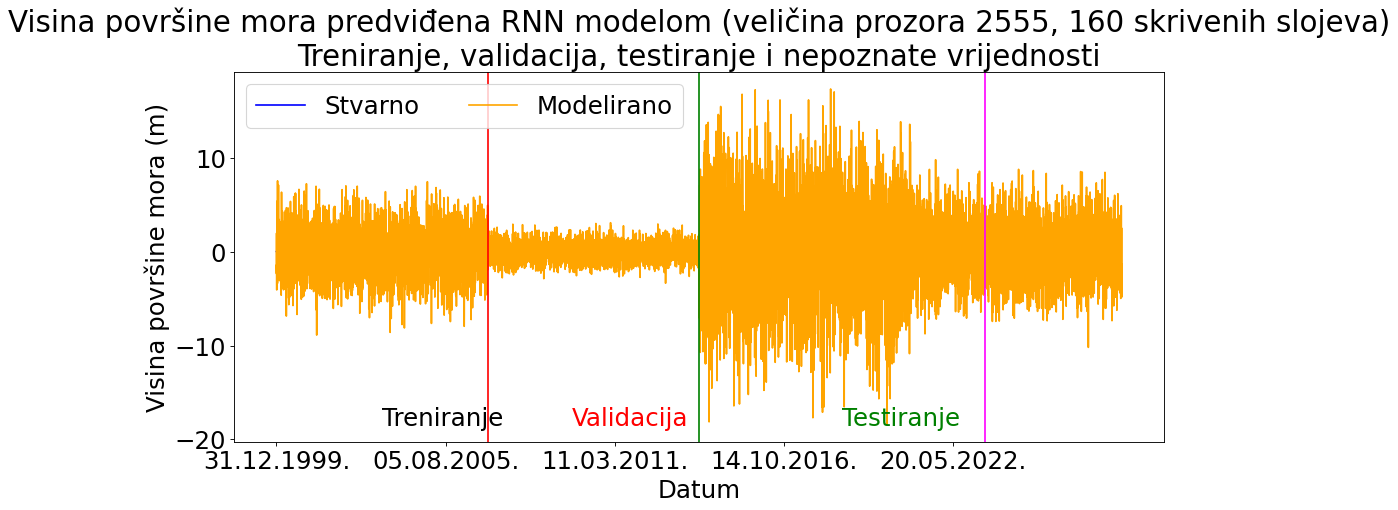 Visina površine mora predviđena RNN modelom (veličina prozora 2555, 160 skrivenih slojeva)
Treniranje, validacija, testiranje i nepoznate vrijednosti
Stvarno
Modelirano
Visina površine mora (m)
10
0
−10
−20
Treniranje
Validacija
Testiranje
31.12.1999.
05.08.2005.
11.03.2011.
14.10.2016.
20.05.2022.
Datum